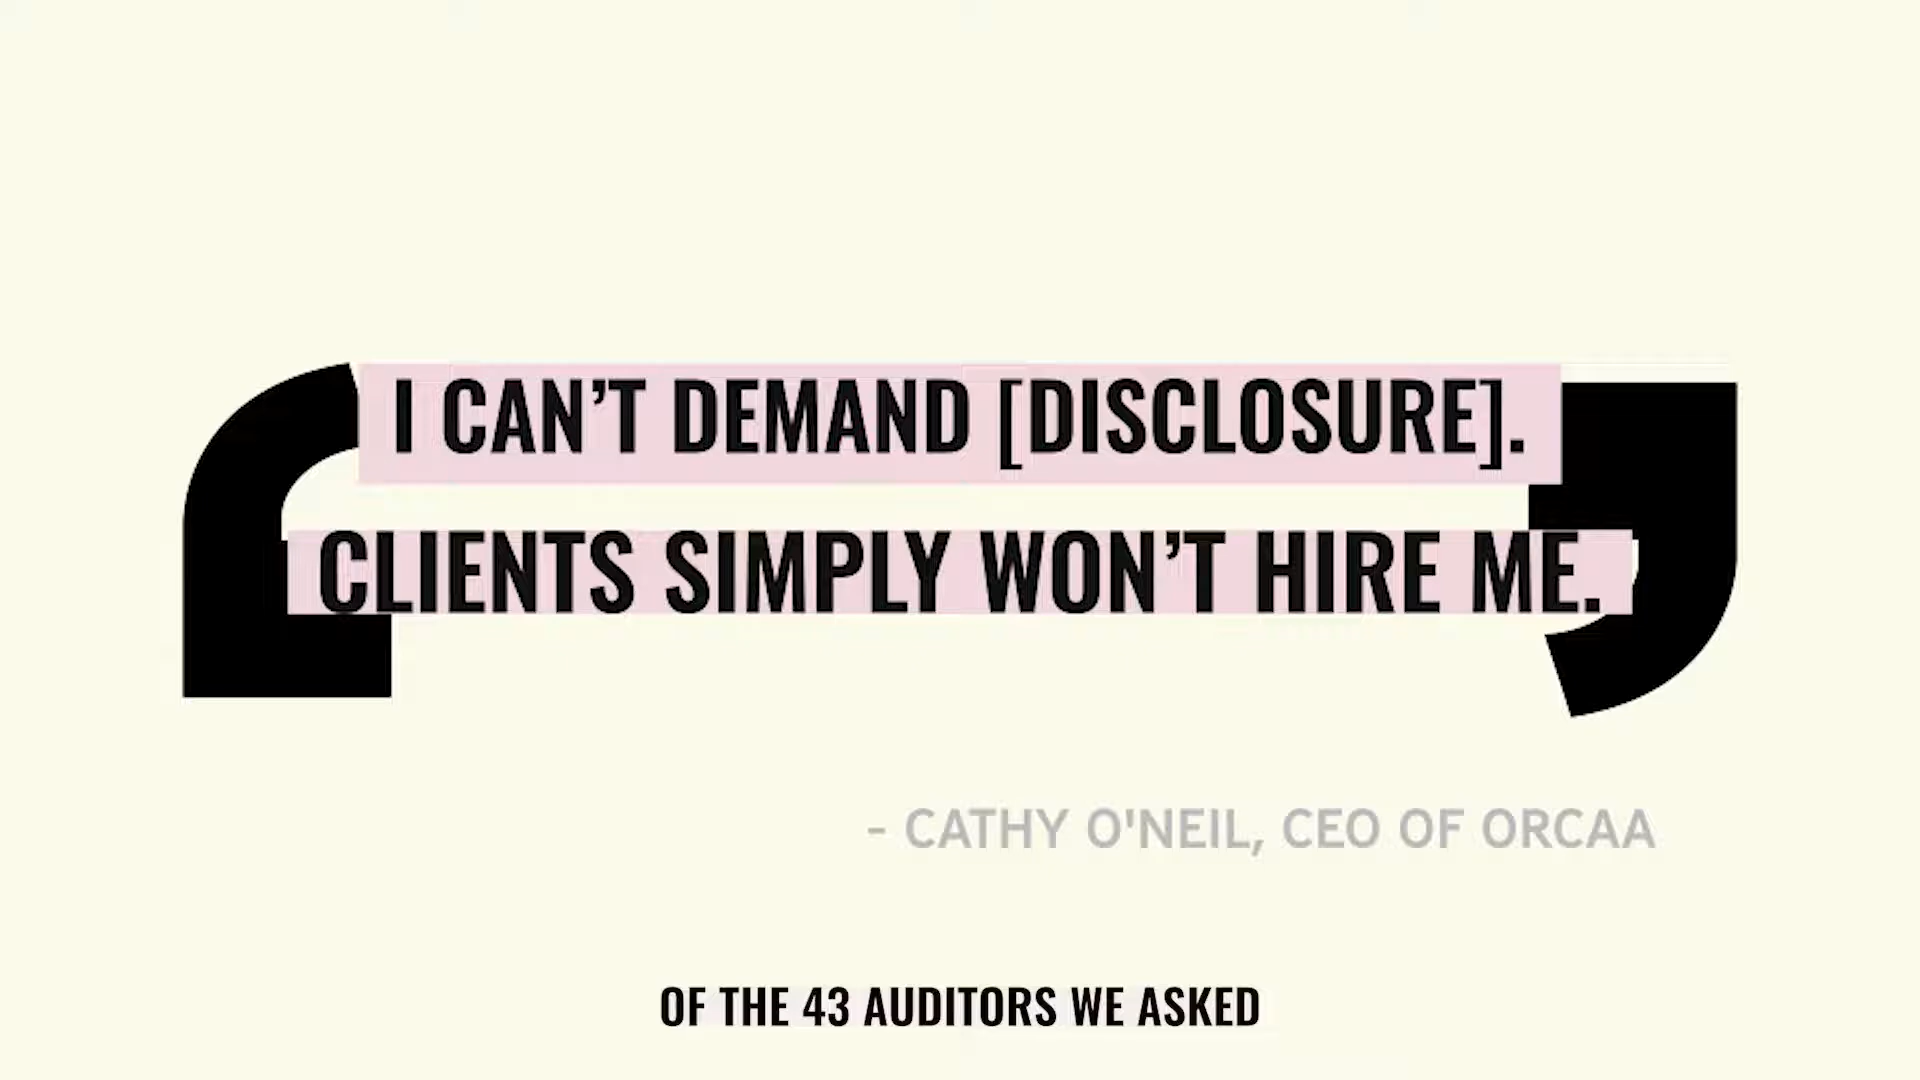 I CAN’T DEMAND [DISCLOSURE].
CLIENTS SIMPLY WON’T HIRE ME.
- CATHY O'NEIL, CEO OF ORCAA
OF THE 43 AUDITORS WE ASKED